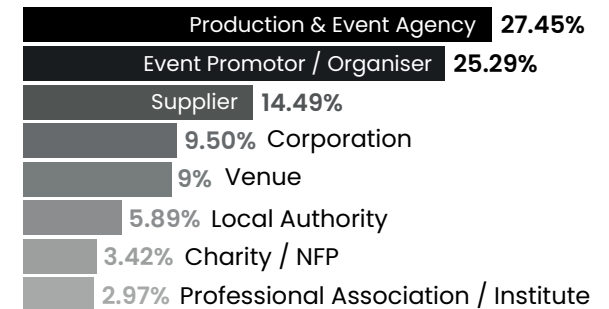 Production & Event Agency 27.45%
Event Promotor / Organiser 25.29%
Supplier 14.49%
9.50% Corporation
9% Venue
5.89% Local Authority
3.42% Charity / NFP
2.97% Professional Association / Institute